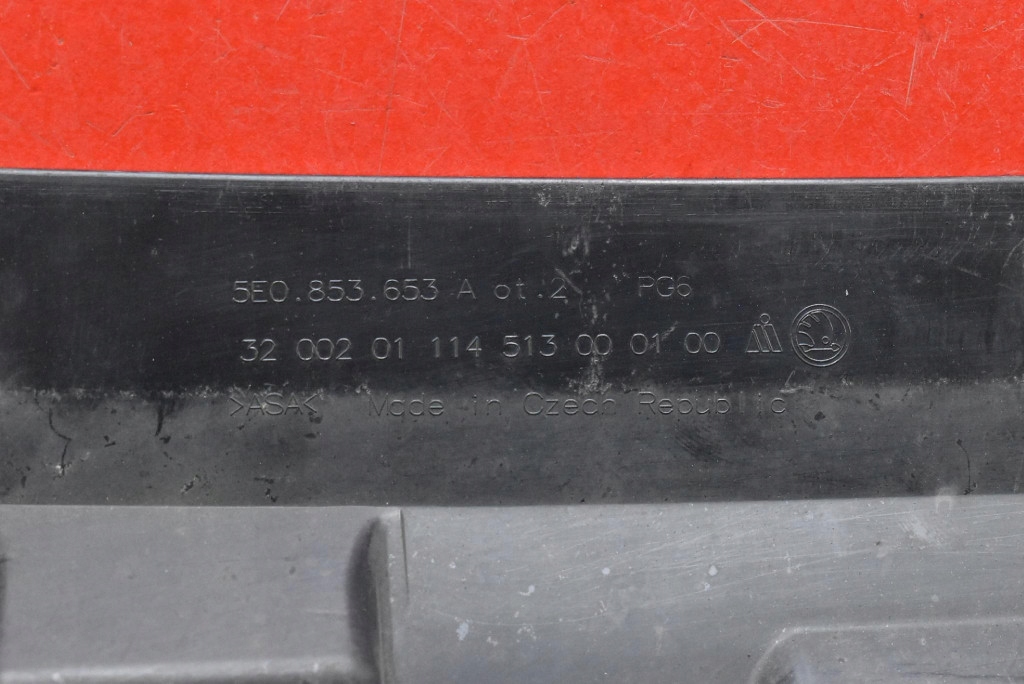 5E0.853.653 A ot.2 PG6
32 002 01 114 513 00 01 00
>ASA< Made in Czech Republic